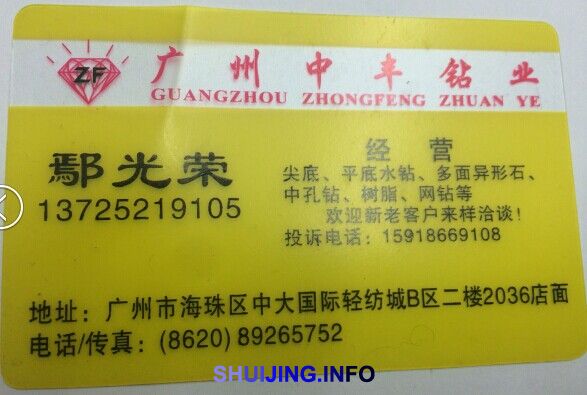 ZF
广州中丰钻业
GUANGZHOU ZHONGFENG ZHUAN YE
经营
鄢光荣
13725219105
尖底、平底水钻、多面异形石、
中孔钻、树脂、网钻等
欢迎新老客户来样洽谈!
投诉电话:15918669108
地址:广州市海珠区中大国际轻纺城B区二楼2036店面
电话/传真:(8620) 89265752
SHUIJING.INFO